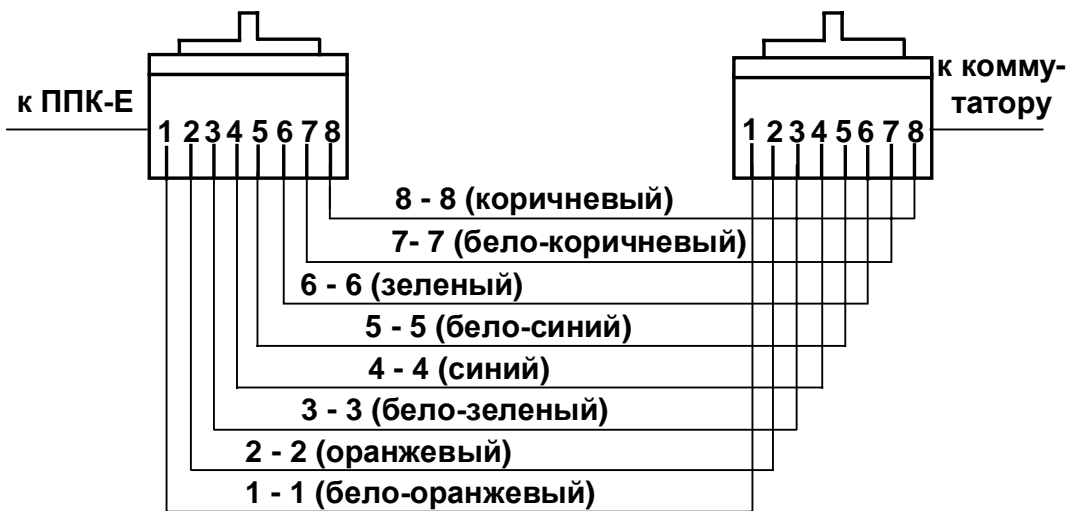 к ППК-Е
к комму-
татору
1 2 3 4 5 6 7 8
1 2 3 4 5 6 7 8
8 - 8 (коричневый)
7- 7 (бело-коричневый)
6 - 6 (зеленый)
5 - 5 (бело-синий)
4 - 4 (синий)
3 - 3 (бело-зеленый)
2 - 2 (оранжевый)
1 - 1 (бело-оранжевый)